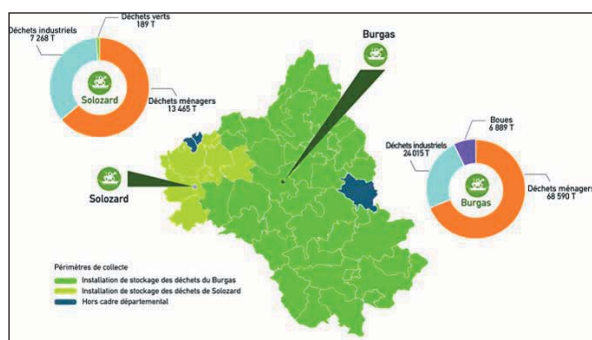 Déchets verts
189 T
Déchets industriels
7 268 T
Solozard
Déchets ménagers
13 465 T
Burgas
Boues
6 889 T
Déchets industriels
24 015 T
Burgas
Déchets ménagers
68 590 T
Solozard
Périmètres de collecte
Installation de stockage des déchets du Burgas
Installation de stockage des déchets de Solozard
Hors cadre départemental